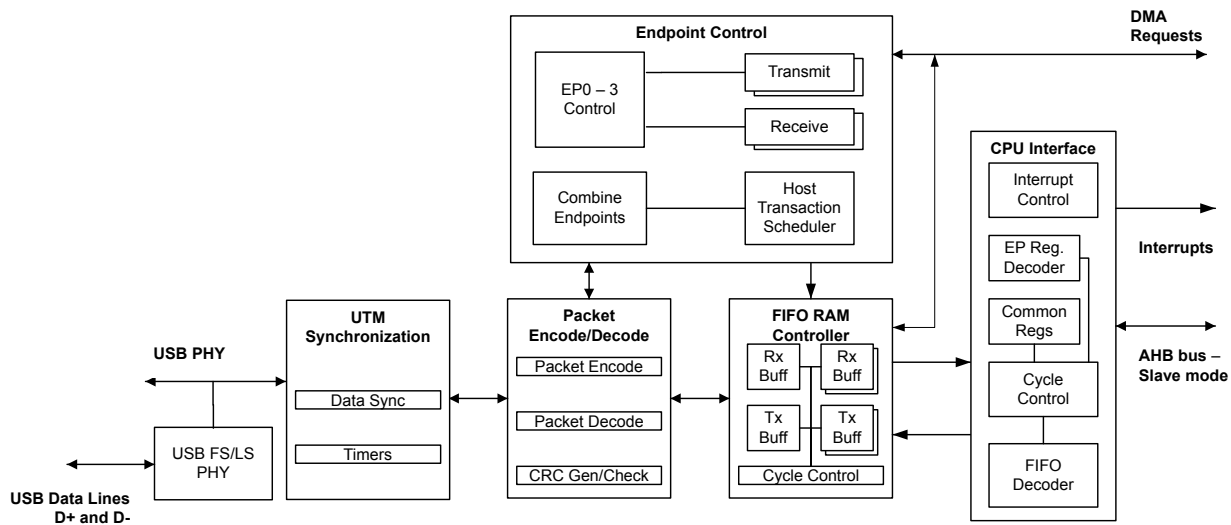 Endpoint Control
DMA
Requests
EP0 – 3
Control
Transmit
Receive
Combine
Endpoints
Host
Transaction
Scheduler
CPU Interface
Interrupt
Control
Interrupts
EP Reg.
Decoder
Common
Regs
AHB bus –
Slave mode
Cycle
Control
FIFO
Decoder
UTM
Synchronization
Data Sync
Timers
Packet
Encode/Decode
Packet Encode
Packet Decode
CRC Gen/Check
FIFO RAM
Controller
Rx
Buff
Rx
Buff
Tx
Buff
Tx
Buff
Cycle Control
USB PHY
USB FS/LS
PHY
USB Data Lines
D+ and D-